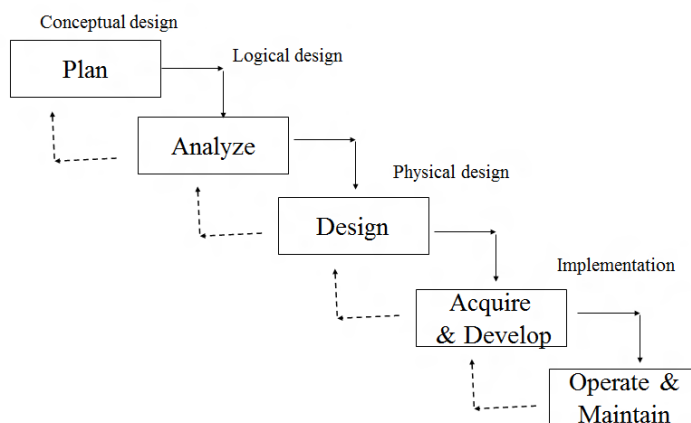 Conceptual design
Plan
Logical design
Analyze
Physical design
Design
Implementation
Acquire
& Develop
Operate &
Maintain